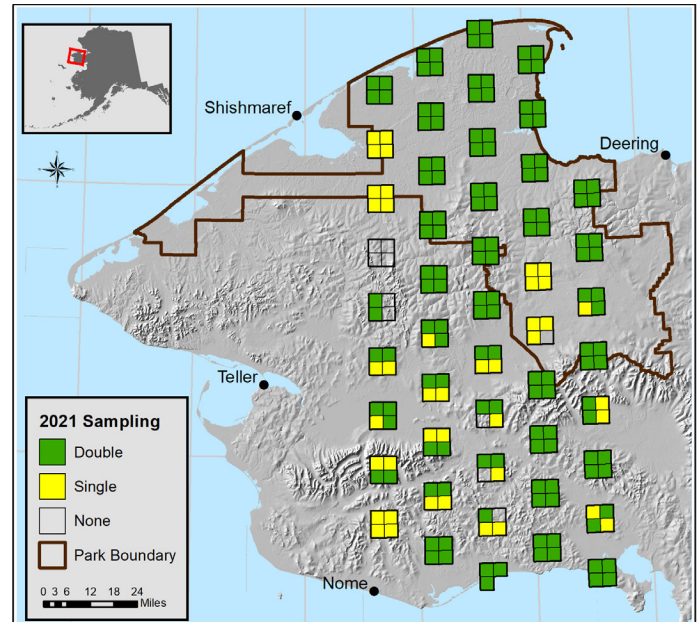 Shishmaref
Deering
Teller
2021 Sampling
Double
Single
None
Park Boundary
0 3 6 12 18 24
Miles
Nome